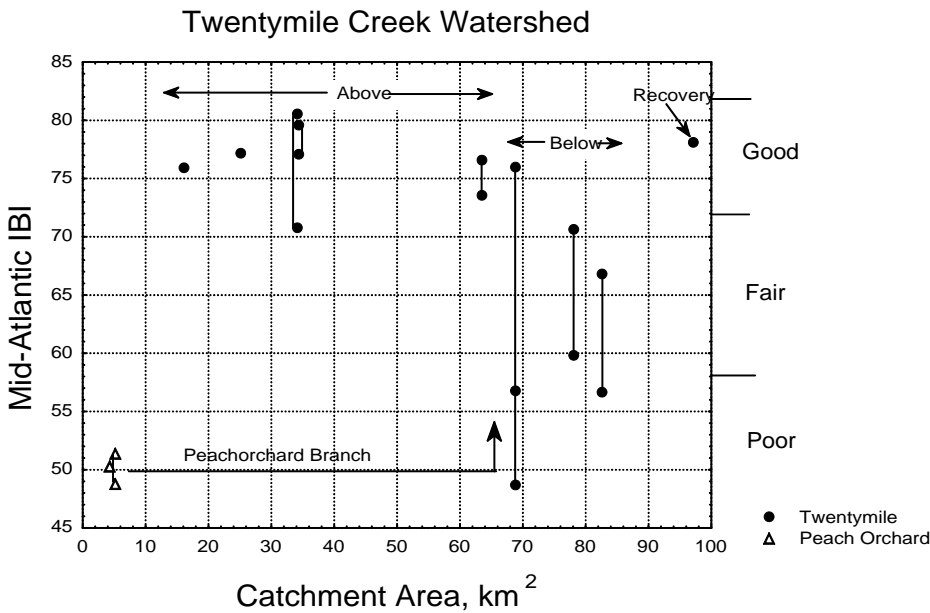 Twentymile Creek Watershed
85
80
75
70
65
60
55
50
45
Mid-Atlantic IBI
Above
Below
Recovery
Peachorchard Branch
Good
Fair
Poor
0 10 20 30 40 50 60 70 80 90 100
Catchment Area, km²
Twentymile
Peach Orchard